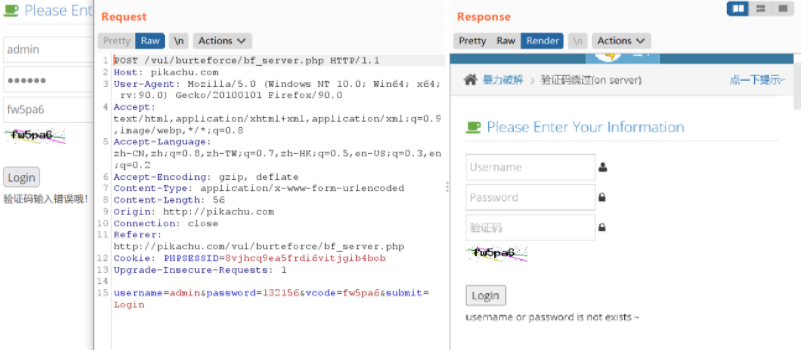 Please Ent
admin
••••••
fw5pa6
fw5pa6
Login
验证码输入错误哦!
Request
Pretty Raw \n Actions
1 POST /vul/burteforce/bf_server.php HTTP/1.1
2 Host: pikachu.com
3 User-Agent: Mozilla/5.0 (Windows NT 10.0; Win64; x64;
rv:90.0) Gecko/20100101 Firefox/90.0
4 Accept:
text/html,application/xhtml+xml,application/xml;q=0.9
,image/webp,*/*;q=0.8
5 Accept-Language:
zh-CN,zh;q=0.8,zh-TW;q=0.7,zh-HK;q=0.5,en-US;q=0.3,en
;q=0.2
6 Accept-Encoding: gzip, deflate
7 Content-Type: application/x-www-form-urlencoded
8 Content-Length: 56
9 Origin: http://pikachu.com
10 Connection: close
11 Referer:
http://pikachu.com/vul/burteforce/bf_server.php
12 Cookie: PHPSESSID=8vjhcq9ea5frdi6vitjgib4bob
13 Upgrade-Insecure-Requests: 1
14
15 username=admin&password=132156&vcode=fw5pa6&submit=
Login
Response
Pretty Raw Render \n Actions
暴力破解 > 验证码绕过(on server) 点一下提示~
Please Enter Your Information
Username
Password
验证码
fw5pa6
Login
username or password is not exists～